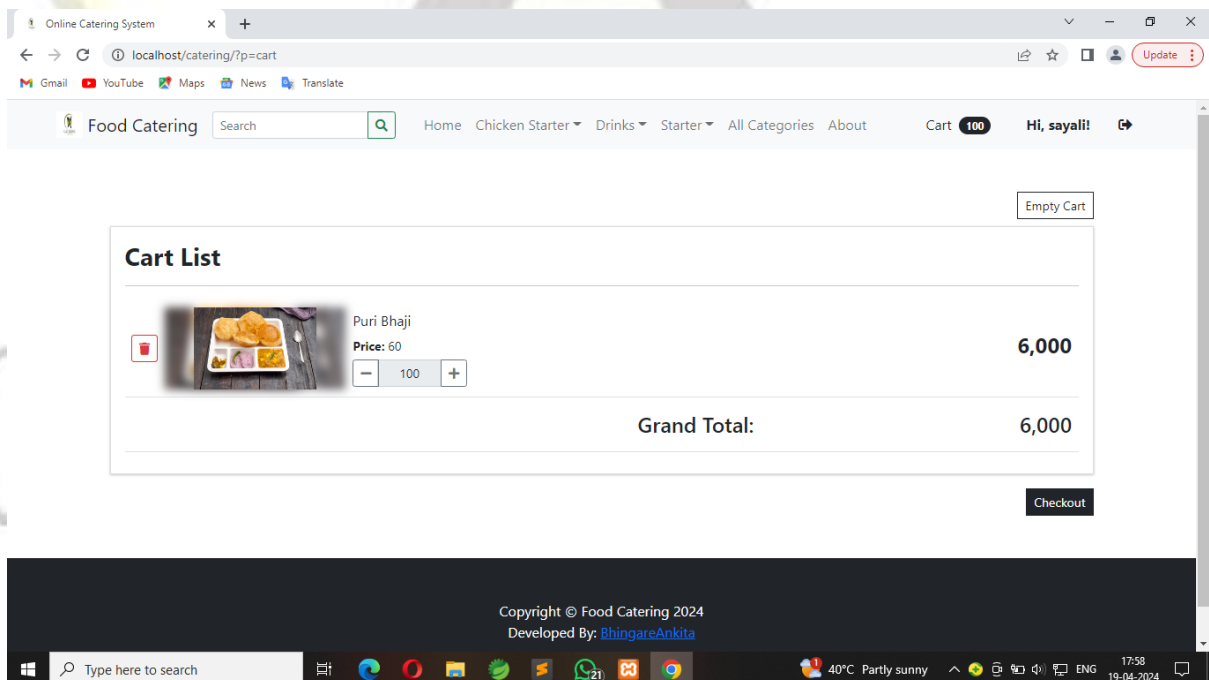 Online Catering System
localhost/catering/?p=cart
Update
Gmail YouTube Maps News Translate
Food Catering Search Home Chicken Starter Drinks Starter All Categories About Cart 100 Hi, sayali!
Empty Cart
Cart List
Puri Bhaji
Price: 60
100
6,000
Grand Total: 6,000
Checkout
Copyright © Food Catering 2024
Developed By: BhingareAnkita
Type here to search
21
1
40°C Partly sunny
ENG
17:58
19-04-2024